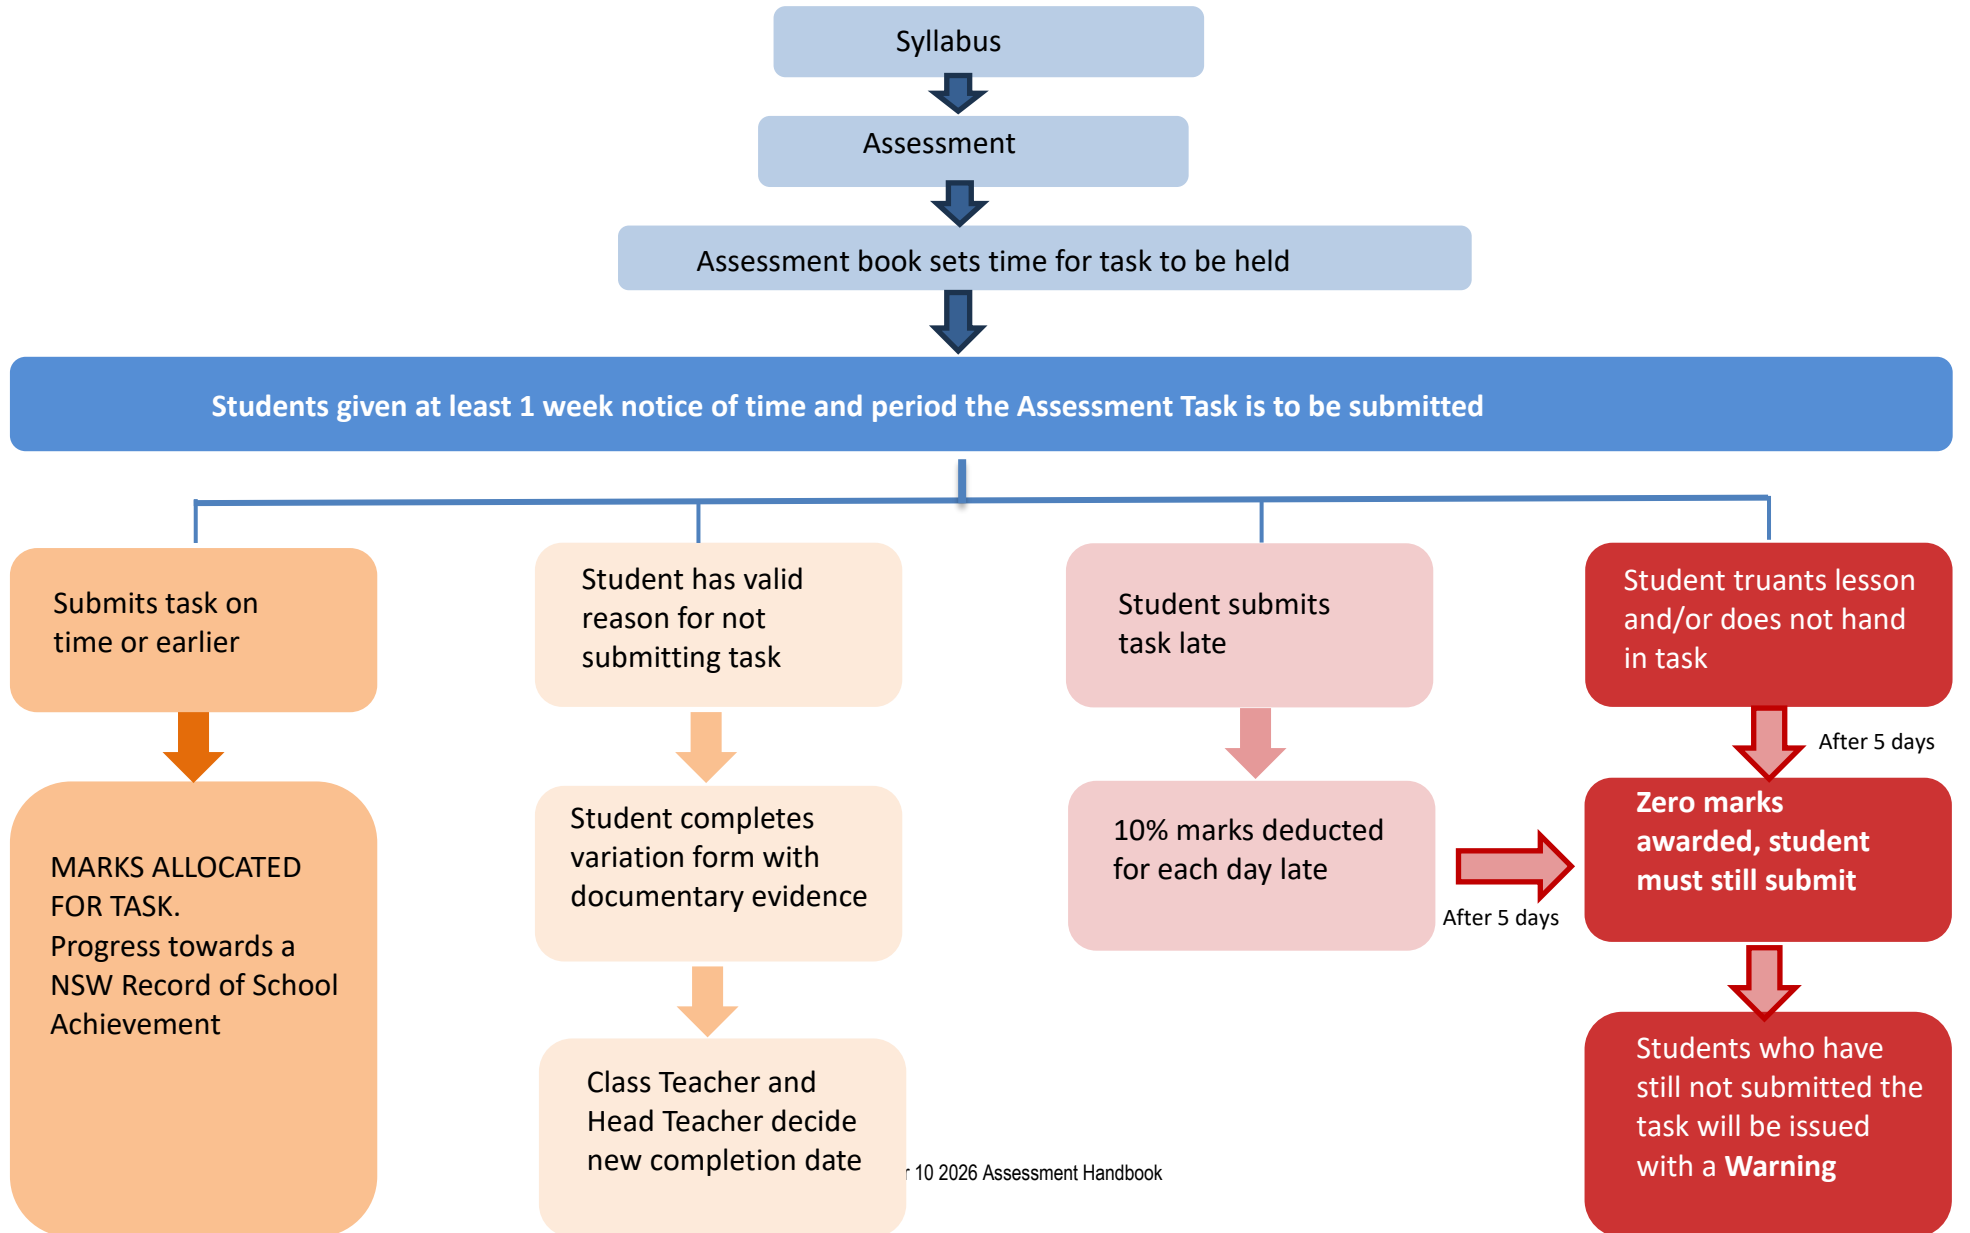 Syllabus
Assessment
Assessment book sets time for task to be held
Students given at least 1 week notice of time and period the Assessment Task is to be submitted
Submits task on
time or earlier
MARKS ALLOCATED
FOR TASK.
Progress towards a
NSW Record of School
Achievement
Student has valid
reason for not
submitting task
Student completes
variation form with
documentary evidence
Class Teacher and
Head Teacher decide
new completion date
Student submits
task late
10% marks deducted
for each day late
After 5 days
Student truants lesson
and/or does not hand
in task
After 5 days
Zero marks
awarded, student
must still submit
Students who have
still not submitted the
task will be issued
with a Warning
10 2026 Assessment Handbook